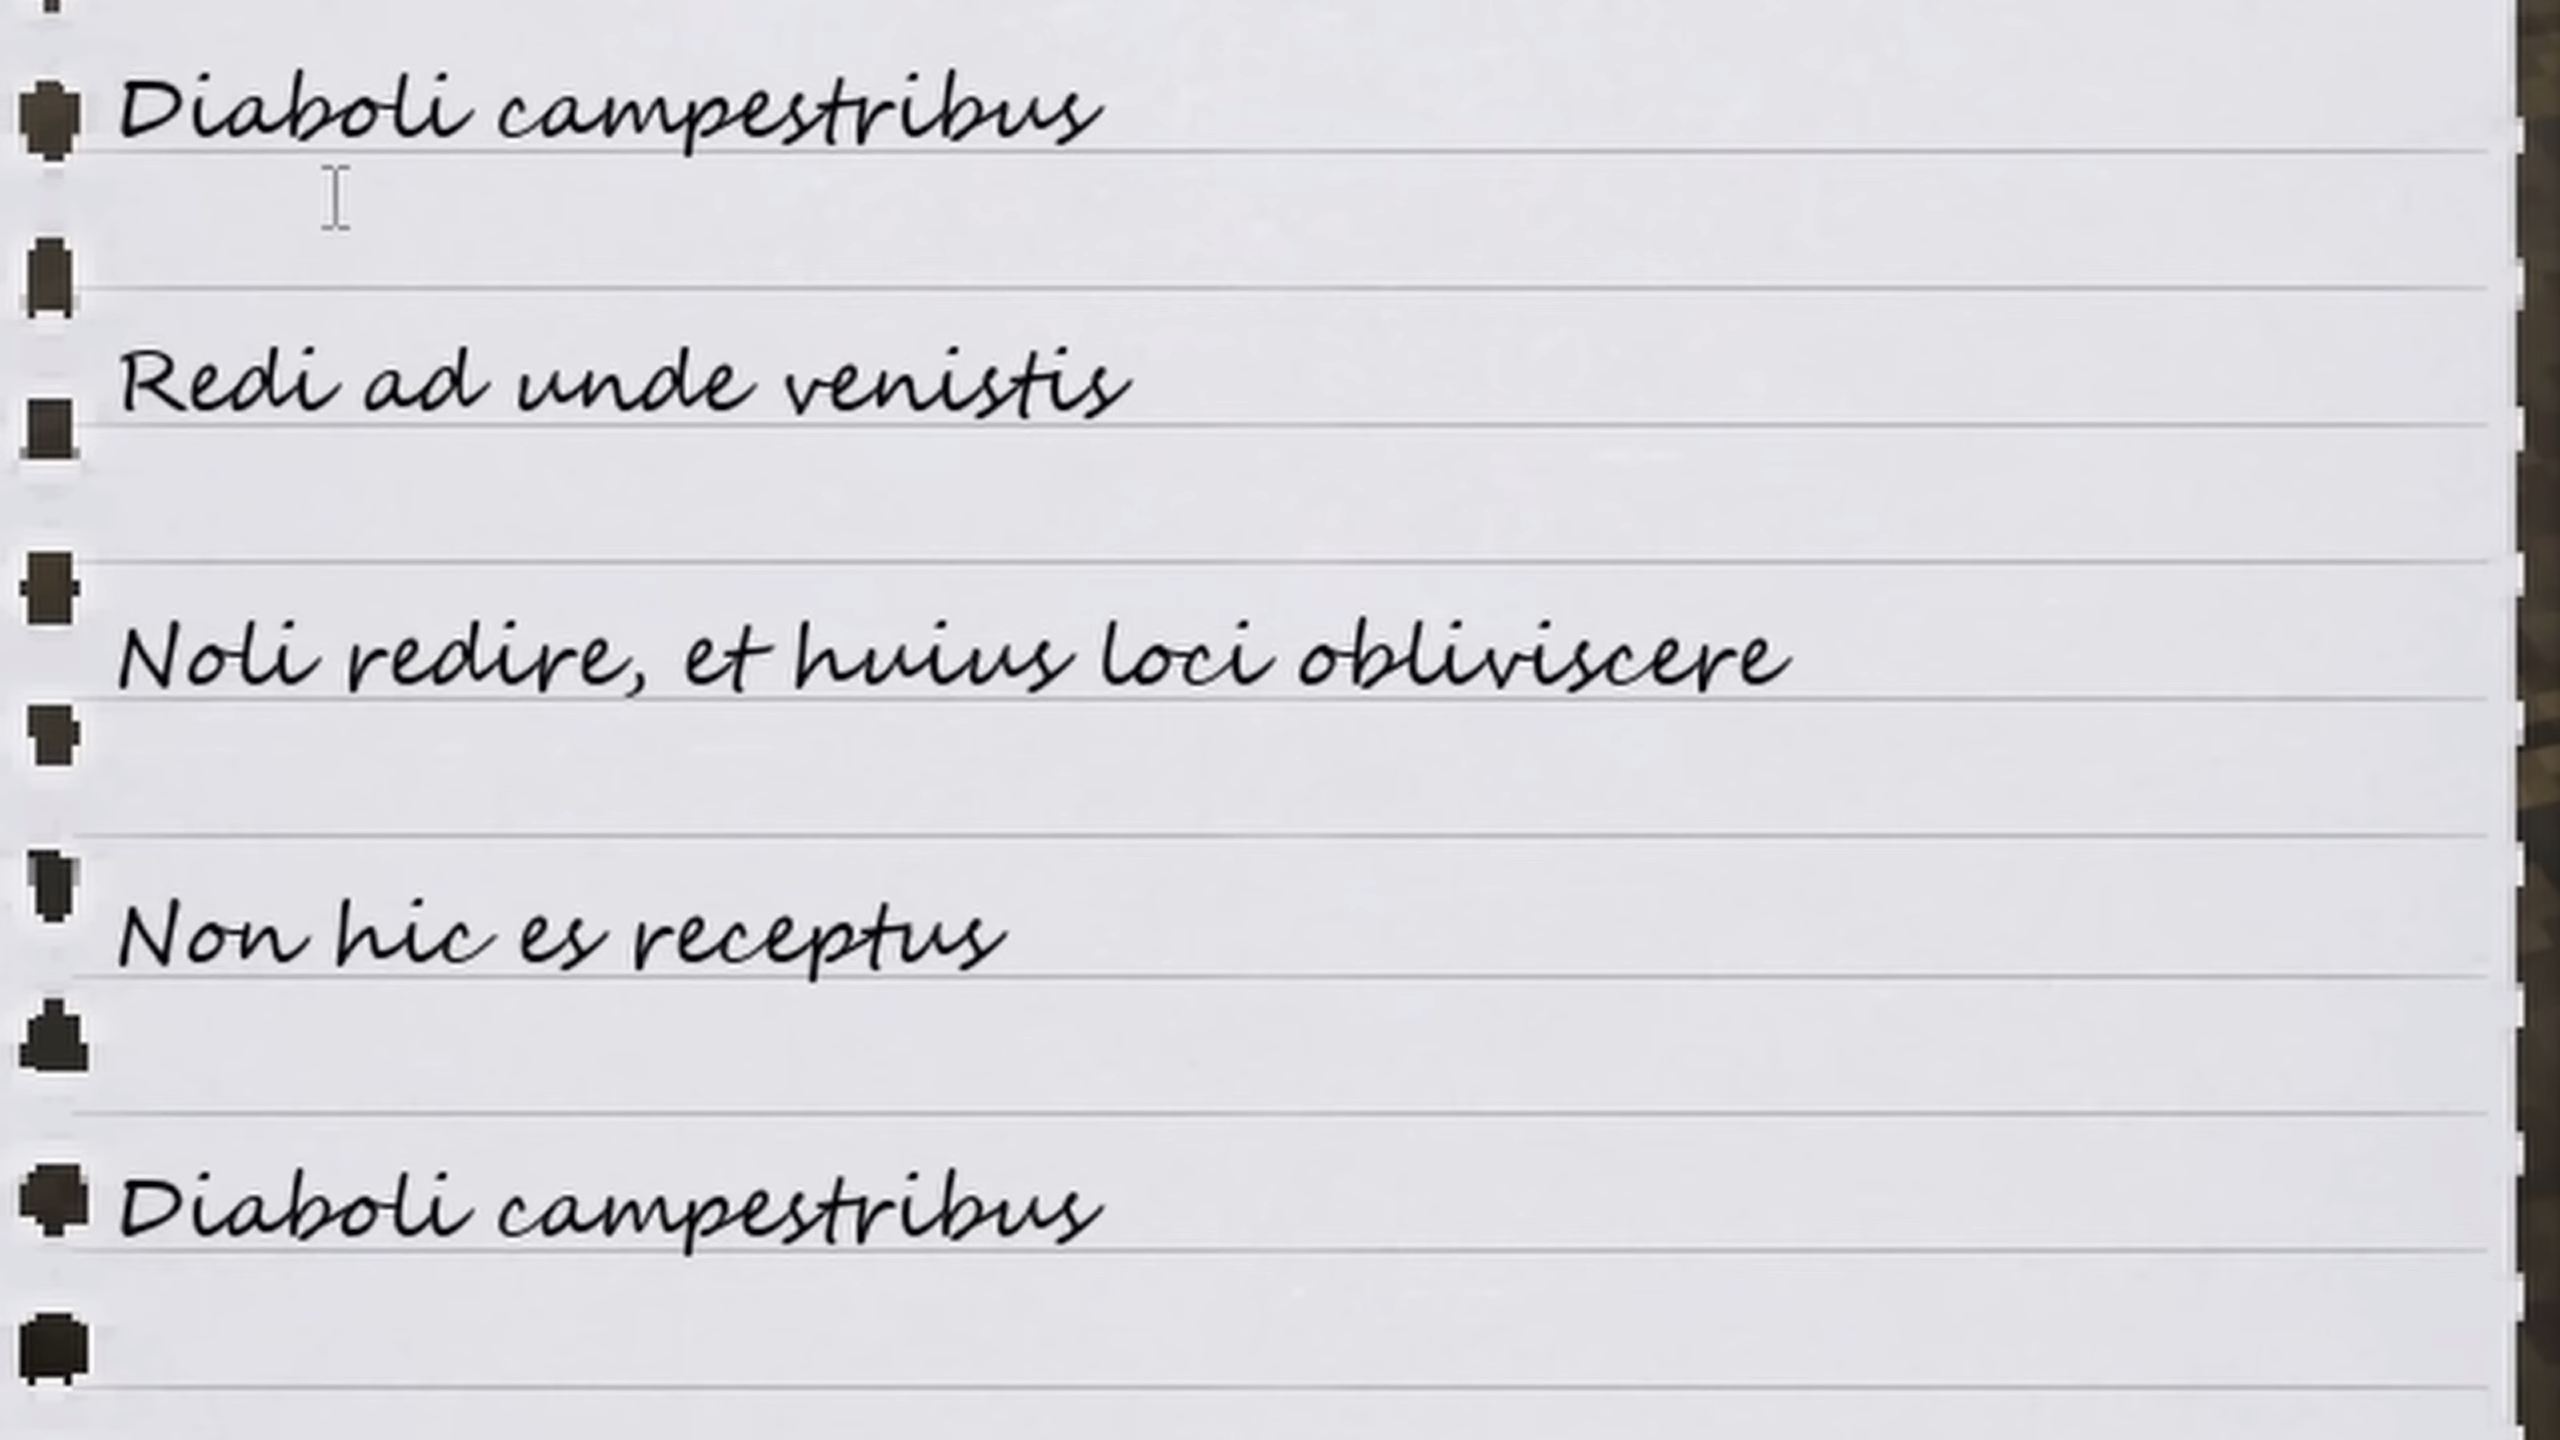 Diaboli campestribus
Redi ad unde venistis
Noli redire, et huius loci obliviscere
Non hic es receptus
Diaboli campestribus